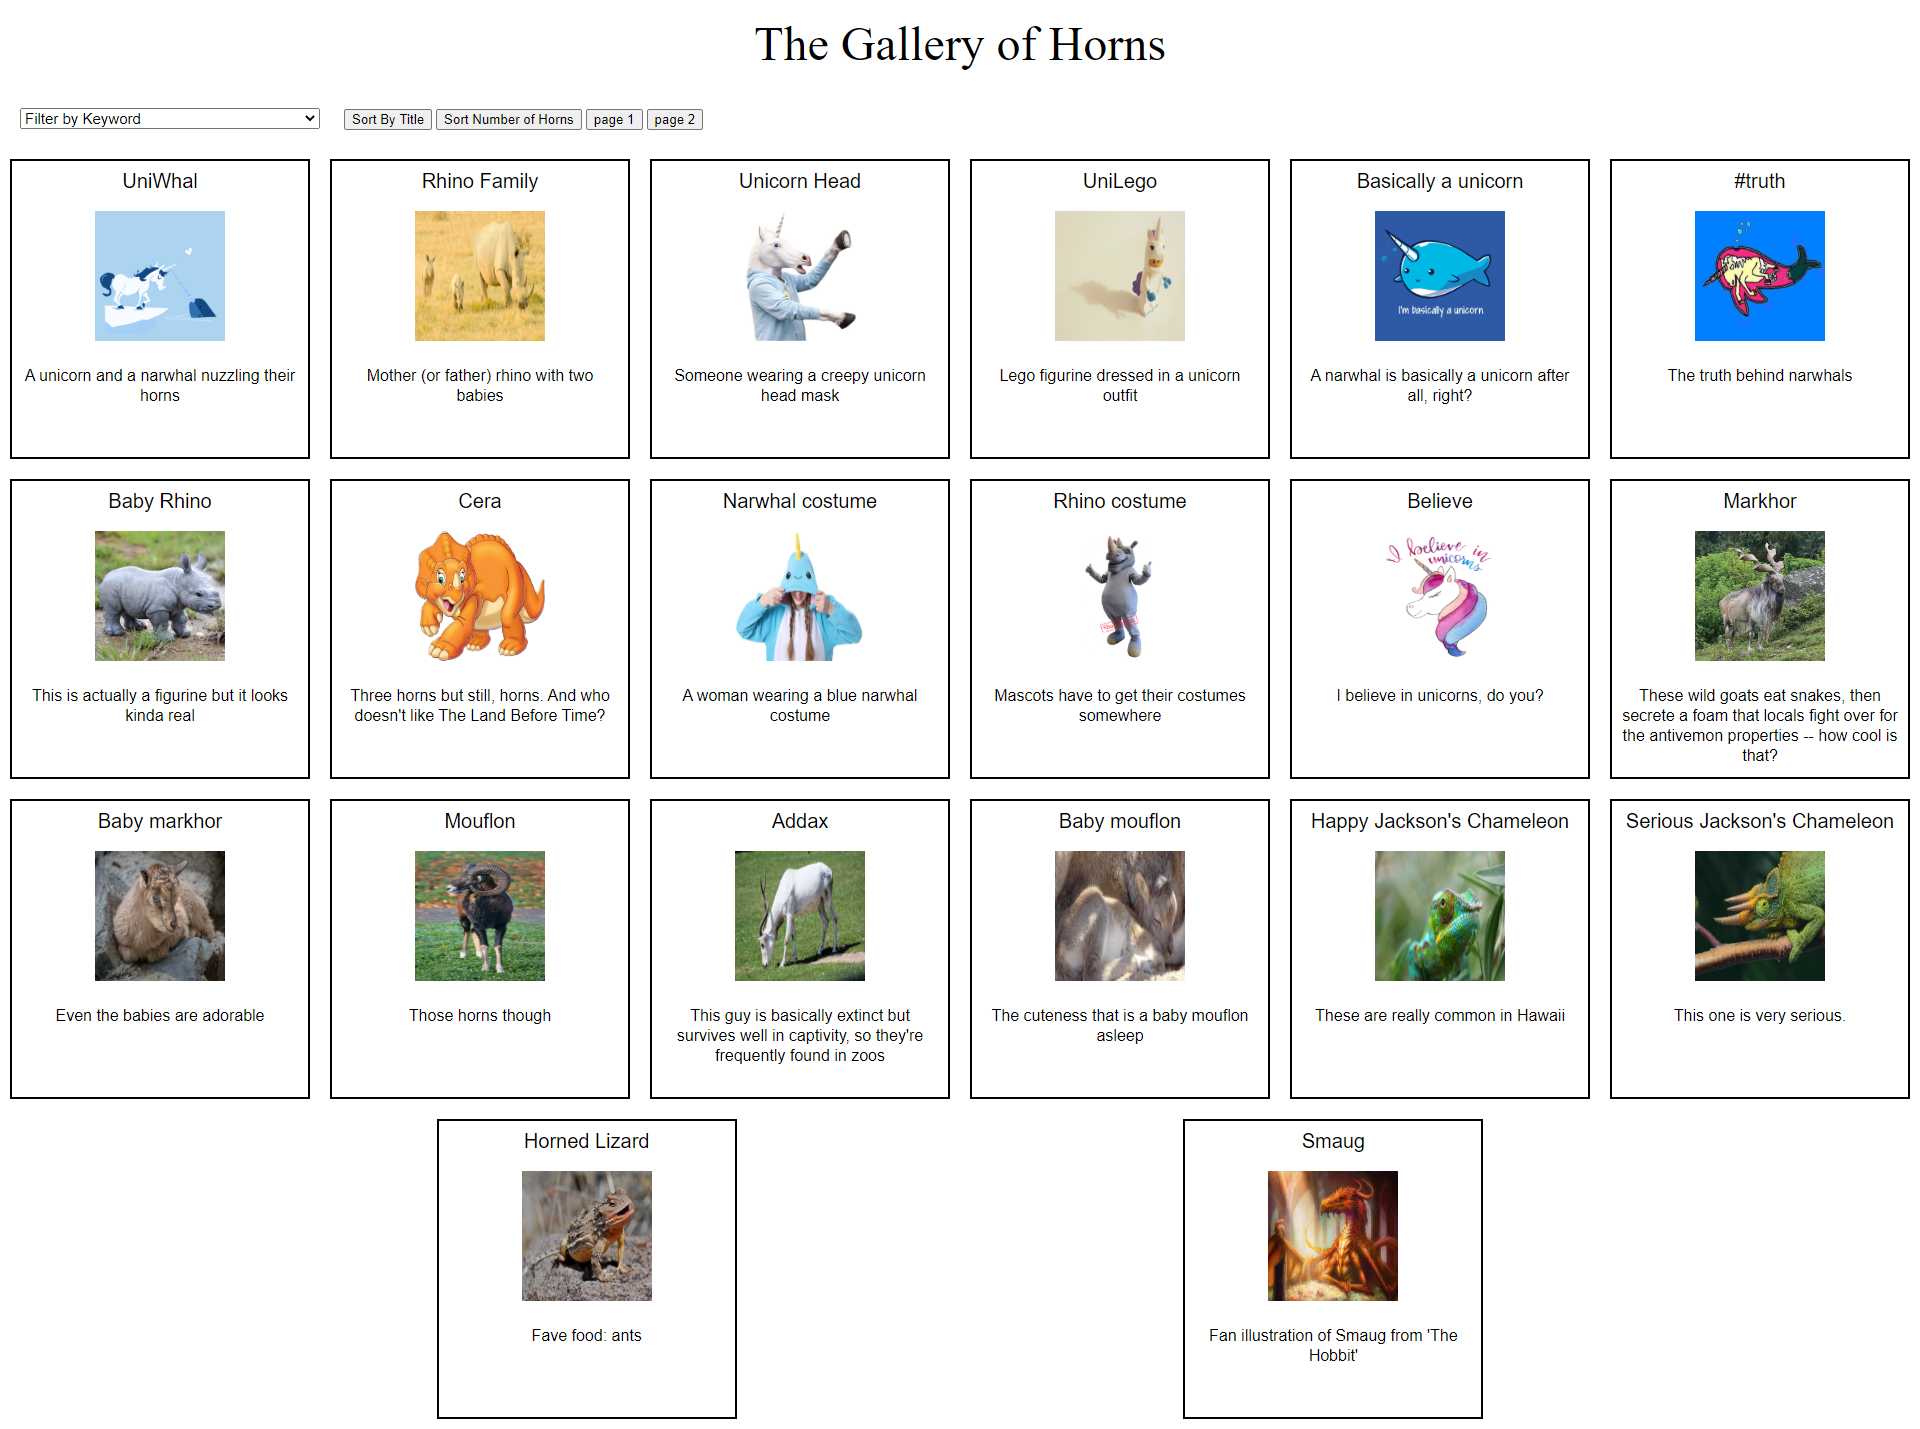 The Gallery of Horns
Filter by Keyword
Sort By Title
Sort Number of Horns
page 1
page 2
UniWhal
A unicorn and a narwhal nuzzling their
horns
Rhino Family
Mother (or father) rhino with two
babies
Unicorn Head
Someone wearing a creepy unicorn
head mask
UniLego
Lego figurine dressed in a unicorn
outfit
Basically a unicorn
I'm basically a unicorn
A narwhal is basically a unicorn after
all, right?
#truth
The truth behind narwhals
Baby Rhino
This is actually a figurine but it looks
kinda real
Cera
Three horns but still, horns. And who
doesn't like The Land Before Time?
Narwhal costume
A woman wearing a blue narwhal
costume
Rhino costume
Mascots have to get their costumes
somewhere
Believe
I believe in
unicorns
I believe in unicorns, do you?
Markhor
These wild goats eat snakes, then
secrete a foam that locals fight over for
the antivemon properties -- how cool is
that?
Baby markhor
Even the babies are adorable
Mouflon
Those horns though
Addax
This guy is basically extinct but
survives well in captivity, so they're
frequently found in zoos
Baby mouflon
The cuteness that is a baby mouflon
asleep
Happy Jackson's Chameleon
These are really common in Hawaii
Serious Jackson's Chameleon
This one is very serious.
Horned Lizard
Fave food: ants
Smaug
Fan illustration of Smaug from 'The
Hobbit'